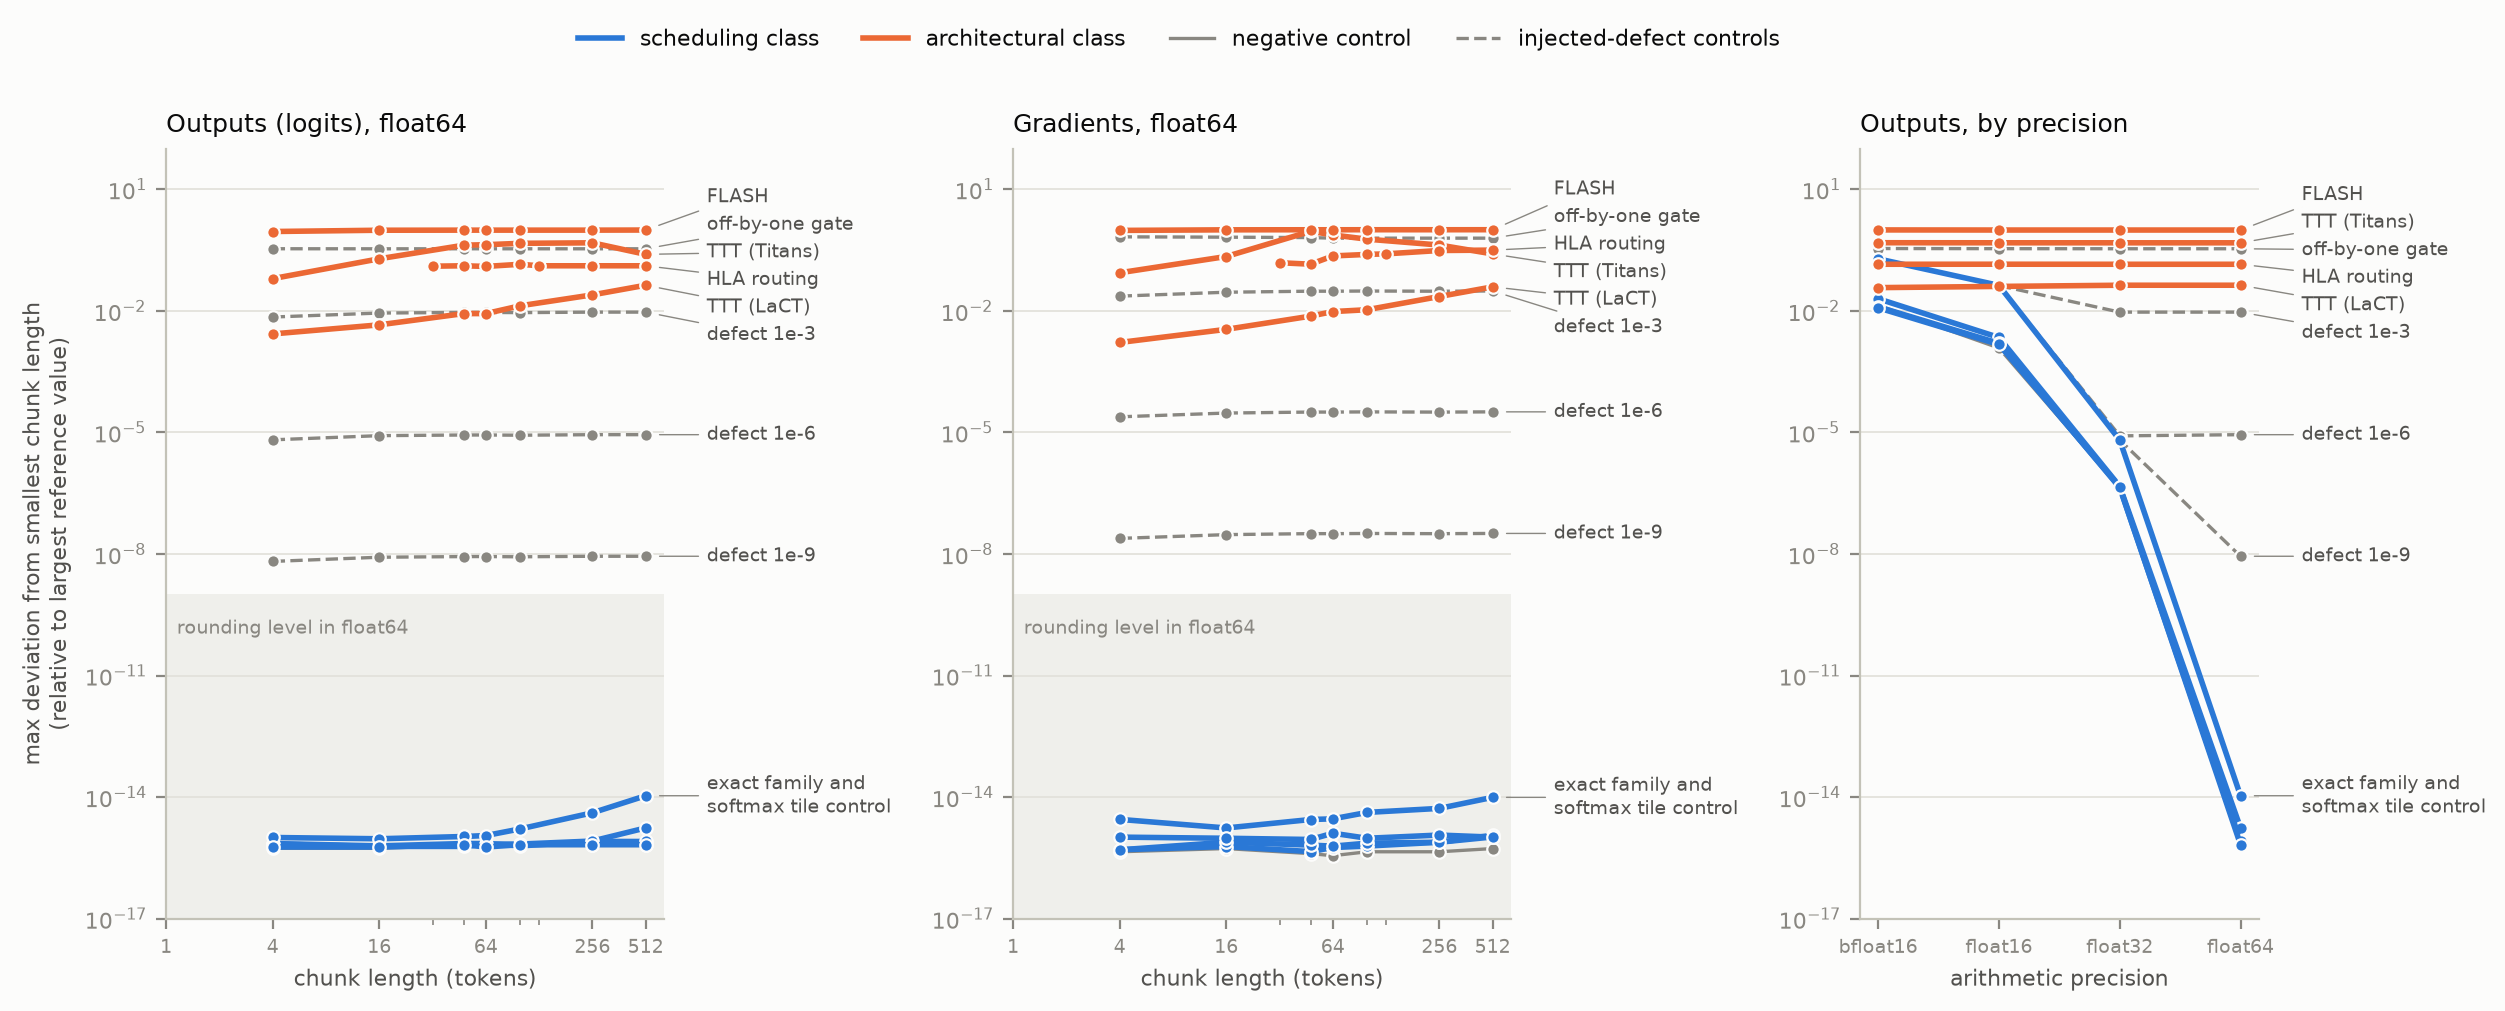 scheduling class
architectural class
negative control
injected-defect controls
max deviation from smallest chunk length
(relative to largest reference value)
Outputs (logits), float64
10^1
10^−2
10^−5
10^−8
10^−11
10^−14
10^−17
FLASH
off-by-one gate
TTT (Titans)
HLA routing
TTT (LaCT)
defect 1e-3
defect 1e-6
defect 1e-9
rounding level in float64
exact family and
softmax tile control
1 4 16 64 256 512
chunk length (tokens)
Gradients, float64
10^1
10^−2
10^−5
10^−8
10^−11
10^−14
10^−17
FLASH
off-by-one gate
HLA routing
TTT (Titans)
TTT (LaCT)
defect 1e-3
defect 1e-6
defect 1e-9
rounding level in float64
exact family and
softmax tile control
1 4 16 64 256 512
chunk length (tokens)
Outputs, by precision
10^1
10^−2
10^−5
10^−8
10^−11
10^−14
10^−17
FLASH
TTT (Titans)
off-by-one gate
HLA routing
TTT (LaCT)
defect 1e-3
defect 1e-6
defect 1e-9
exact family and
softmax tile control
bfloat16 float16 float32 float64
arithmetic precision